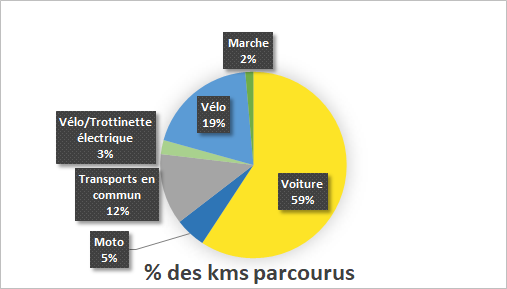 Marche
2%
Vélo
19%
Vélo/Trottinette
électrique
3%
Voiture
59%
Transports en
commun
12%
Moto
5%
% des kms parcourus